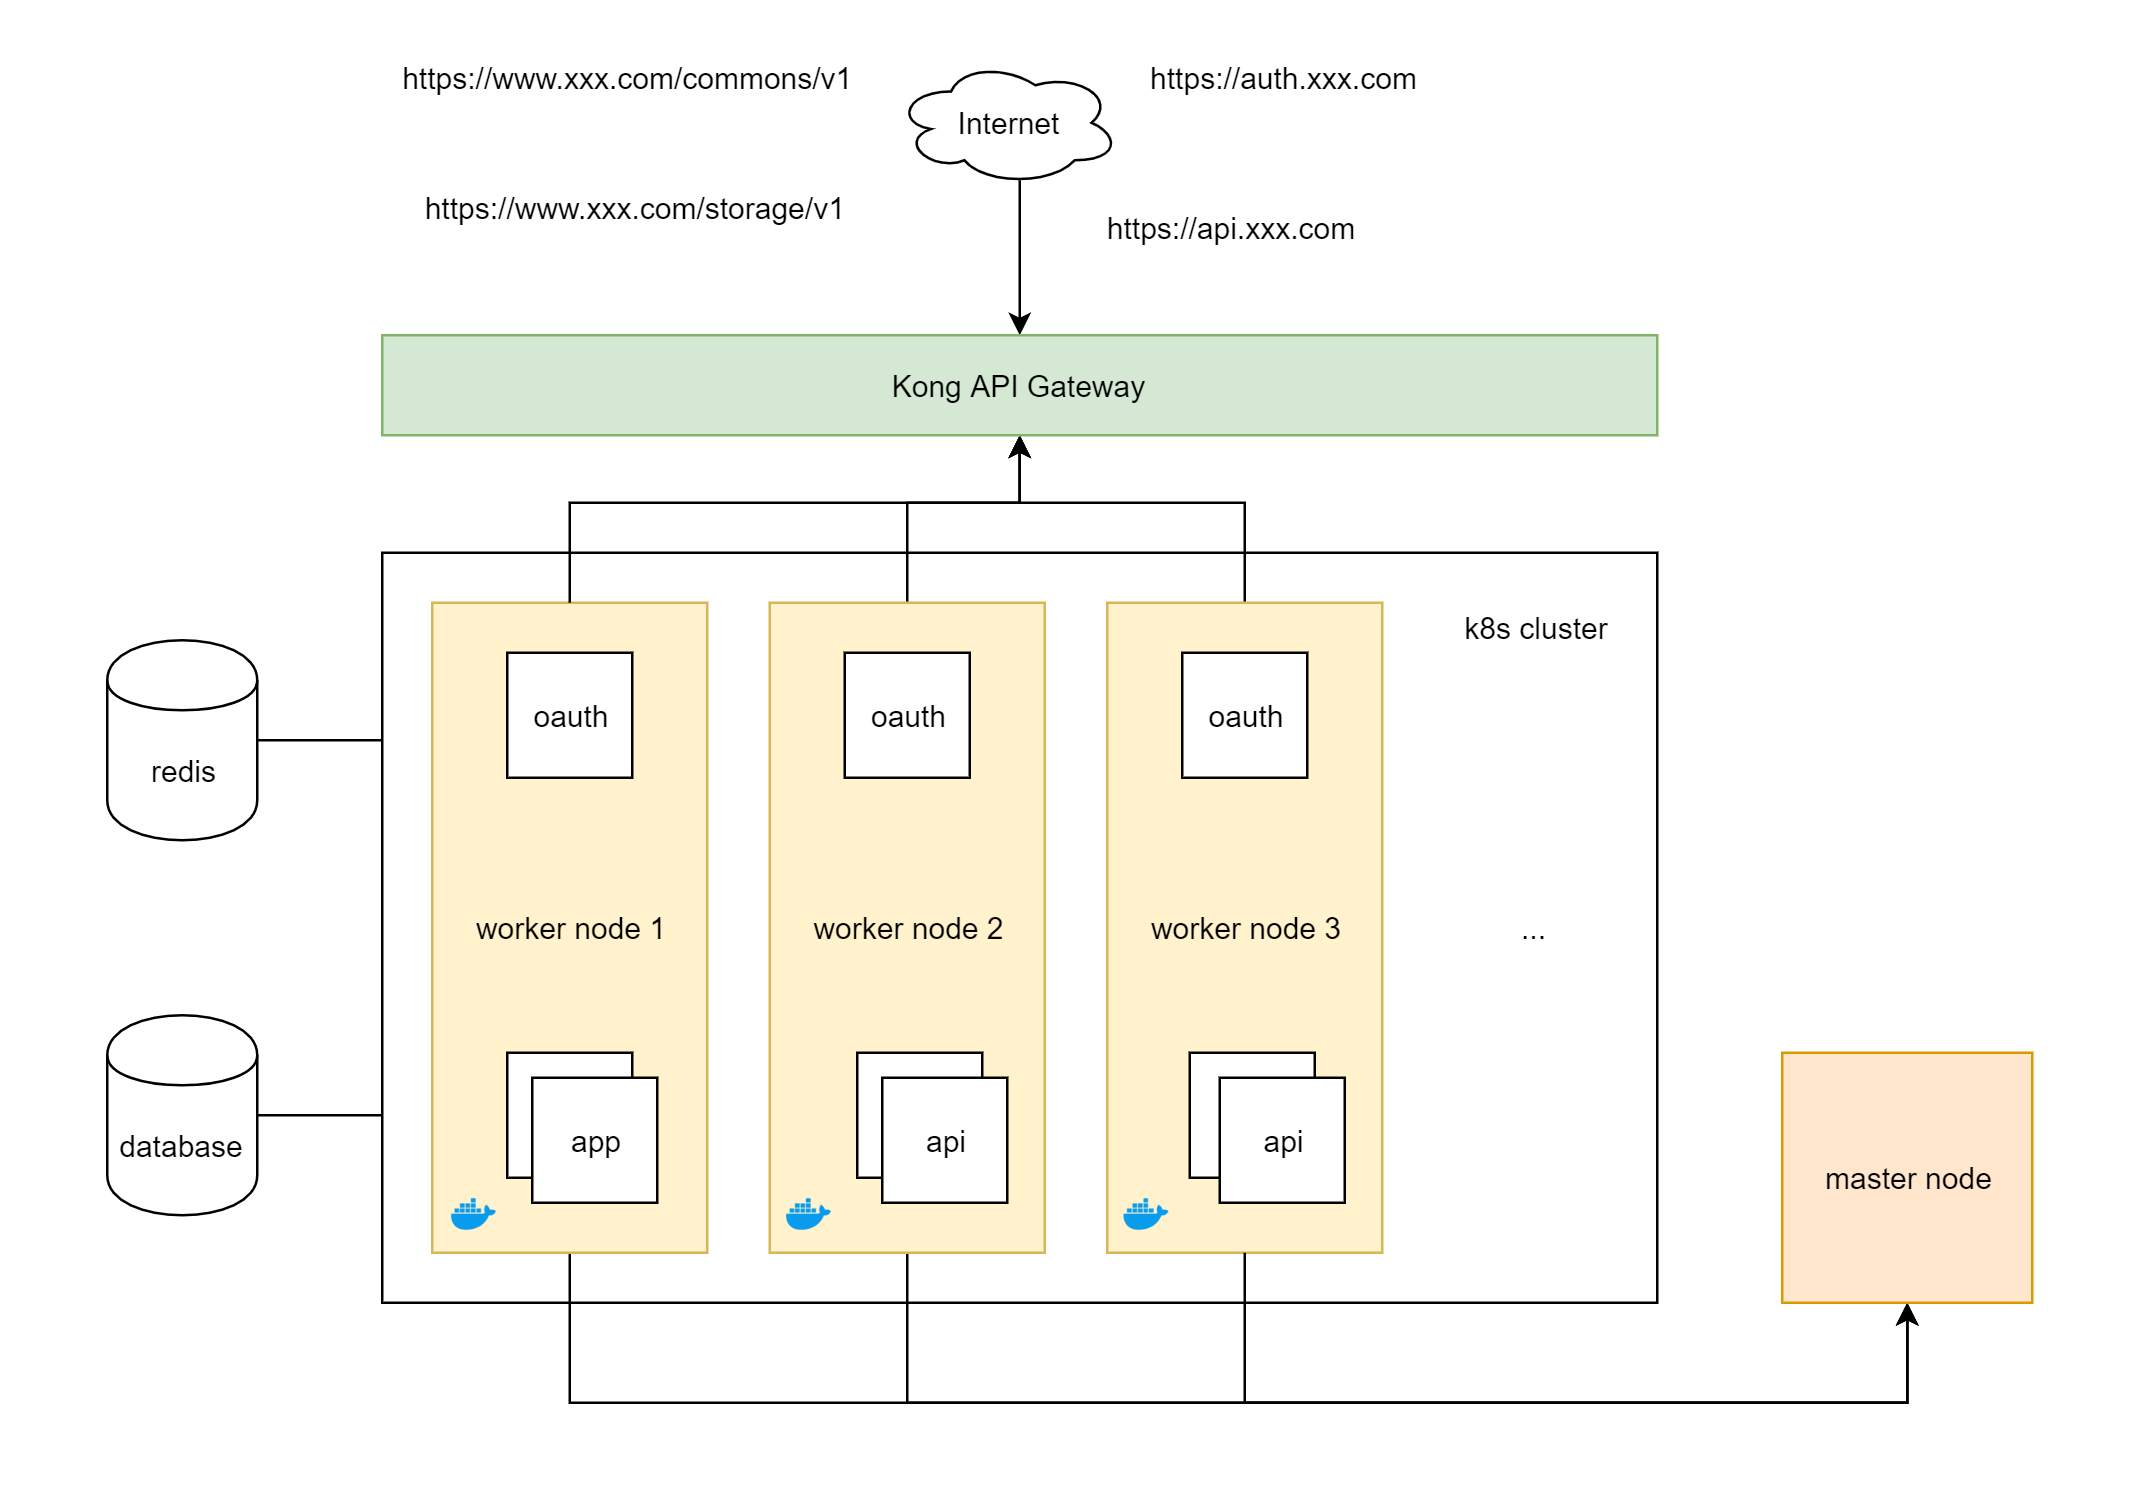 https://www.xxx.com/commons/v1
https://auth.xxx.com
Internet
https://www.xxx.com/storage/v1
https://api.xxx.com
Kong API Gateway
k8s cluster
oauth
oauth
oauth
redis
worker node 1
worker node 2
worker node 3
...
database
app
api
api
master node